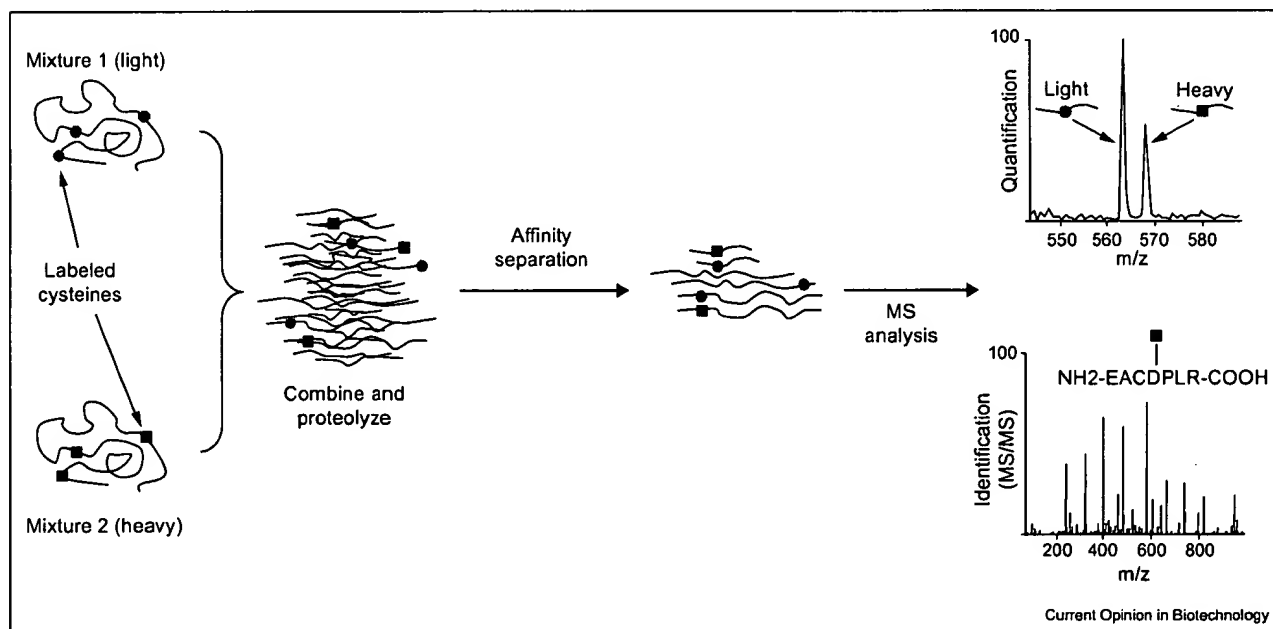 Mixture 1 (light)
Labeled
cysteines
Mixture 2 (heavy)
Combine and
proteolyze
Affinity
separation
MS
analysis
100
Quantification
Light
Heavy
550 560 570 580
m/z
100
NH2-EACDPLR-COOH
Identification
(MS/MS)
200 400 600 800
m/z
Current Opinion in Biotechnology